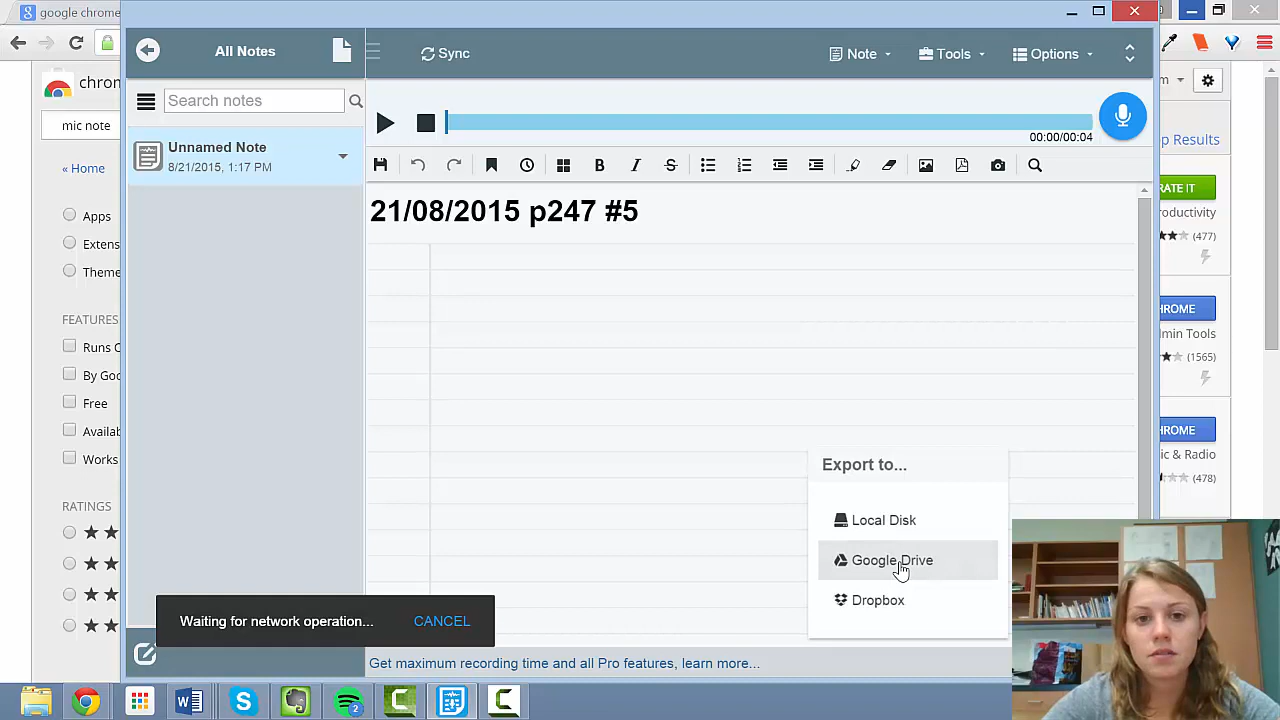 google chrome
chrom
mic note
« Home
Apps
Extens
Theme
FEATURES
Runs O
By Goo
Free
Availab
Works
RATINGS
All Notes
Search notes
Unnamed Note
8/21/2015, 1:17 PM
Sync
Note
Tools
Options
00:00/00:04
B
I
S
21/08/2015 p247 #5
Export to...
Local Disk
Google Drive
Dropbox
Waiting for network operation...
CANCEL
Get maximum recording time and all Pro features, learn more...
m
p Results
RATE IT
oductivity
(477)
HROME
min Tools
(1565)
HROME
ic & Radio
(478)
2